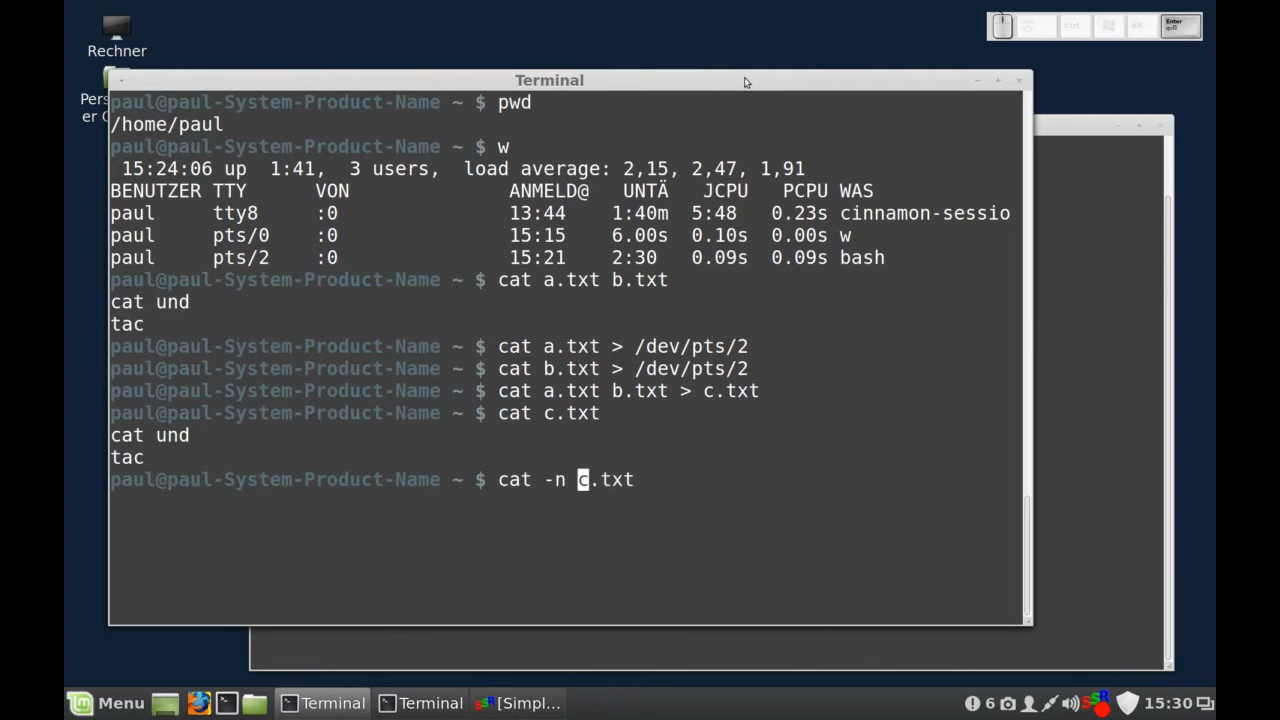 Rechner
Enter
Pers
er O
Terminal
paul@paul-System-Product-Name ~ $ pwd
/home/paul
paul@paul-System-Product-Name ~ $ w
15:24:06 up  1:41,  3 users,  load average: 2,15, 2,47, 1,91
BENUTZER TTY VON ANMELD@ UNTÄ JCPU PCPU WAS
paul tty8 :0 13:44 1:40m 5:48 0.23s cinnamon-sessio
paul pts/0 :0 15:15 6.00s 0.10s 0.00s w
paul pts/2 :0 15:21 2:30 0.09s 0.09s bash
paul@paul-System-Product-Name ~ $ cat a.txt b.txt
cat und
tac
paul@paul-System-Product-Name ~ $ cat a.txt > /dev/pts/2
paul@paul-System-Product-Name ~ $ cat b.txt > /dev/pts/2
paul@paul-System-Product-Name ~ $ cat a.txt b.txt > c.txt
paul@paul-System-Product-Name ~ $ cat c.txt
cat und
tac
paul@paul-System-Product-Name ~ $ cat -n c.txt
Menu Terminal Terminal [Simpl... 6 15:30